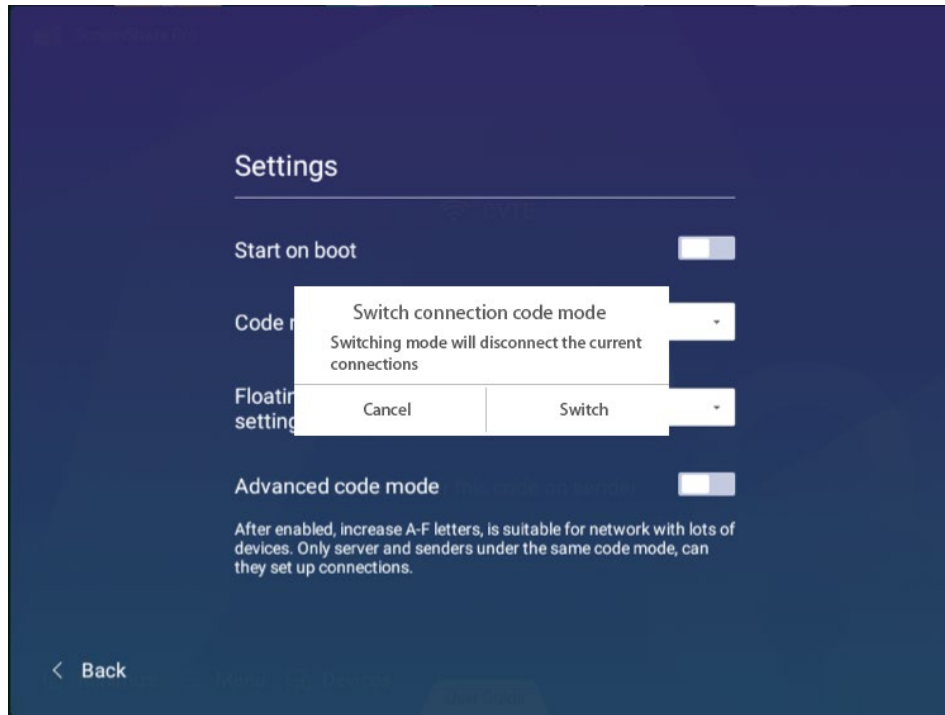 Settings
Start on boot
Switch connection code mode
Code
Switching mode will disconnect the current
connections
Cancel
Switch
setting
Advanced code mode
After enabled, increase A-F letters, is suitable for network with lots of
devices. Only server and senders under the same code mode, can
they set up connections.
Back